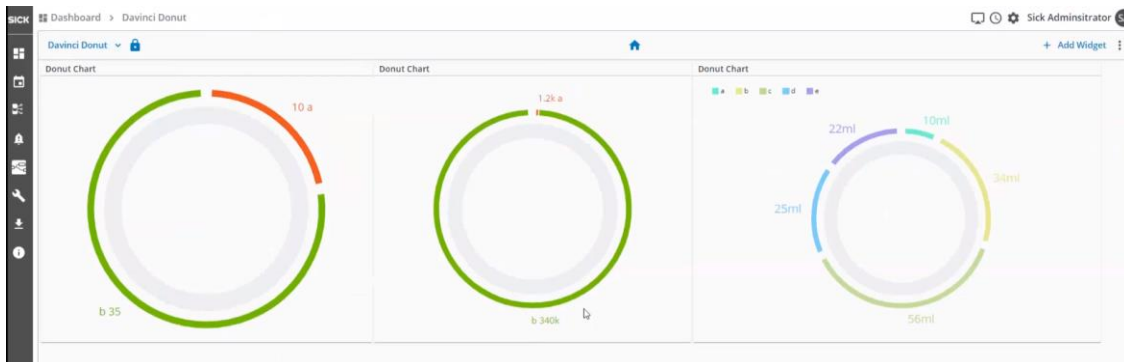 SICK Dashboard > Davinci Donut Sick Adminsitrator S
Davinci Donut + Add Widget
Donut Chart Donut Chart Donut Chart
a b c d e
10 a
b 35
1.2k a
b 340k
10ml
22ml
34ml
25ml
56ml